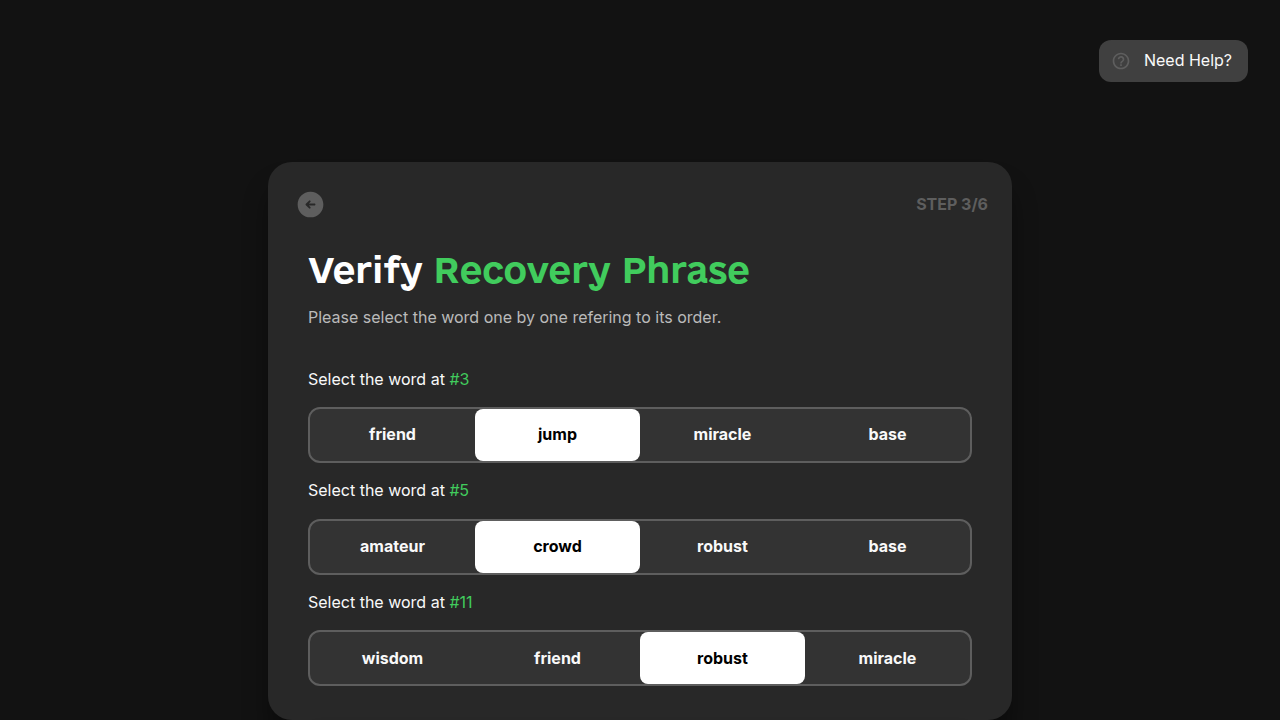 Need Help?
STEP 3/6
Verify Recovery Phrase
Please select the word one by one refering to its order.
Select the word at #3
friend jump miracle base
Select the word at #5
amateur crowd robust base
Select the word at #11
wisdom friend robust miracle